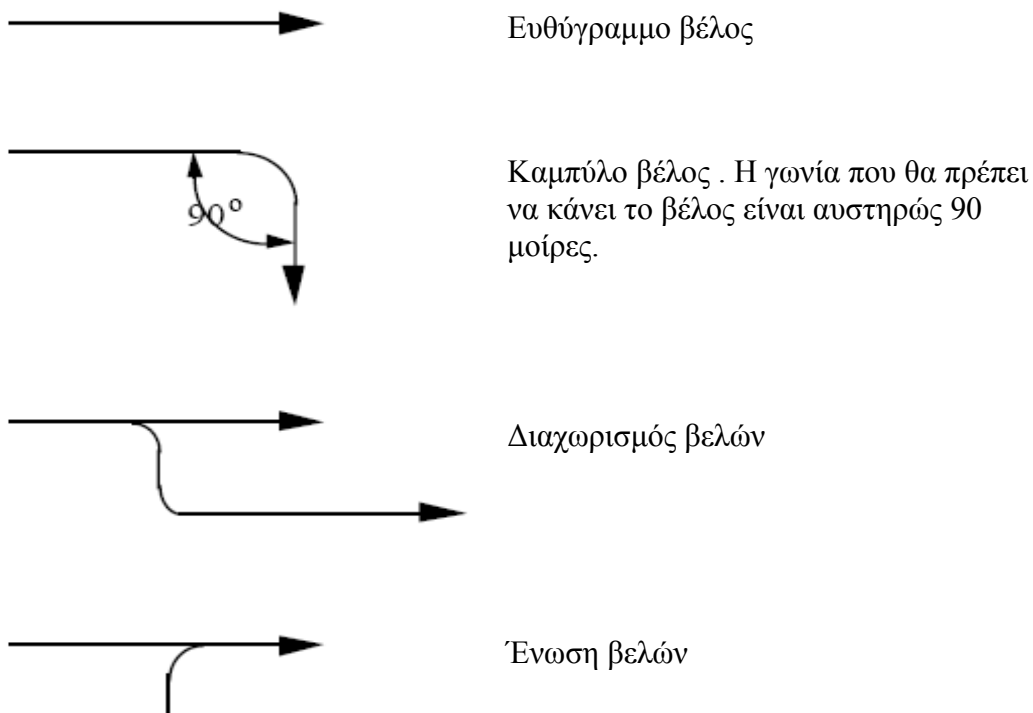 Ευθύγραμμο βέλος
Καμπύλο βέλος . Η γωνία που θα πρέπει
να κάνει το βέλος είναι αυστηρώς 90
μοίρες.
90°
Διαχωρισμός βελών
Ένωση βελών